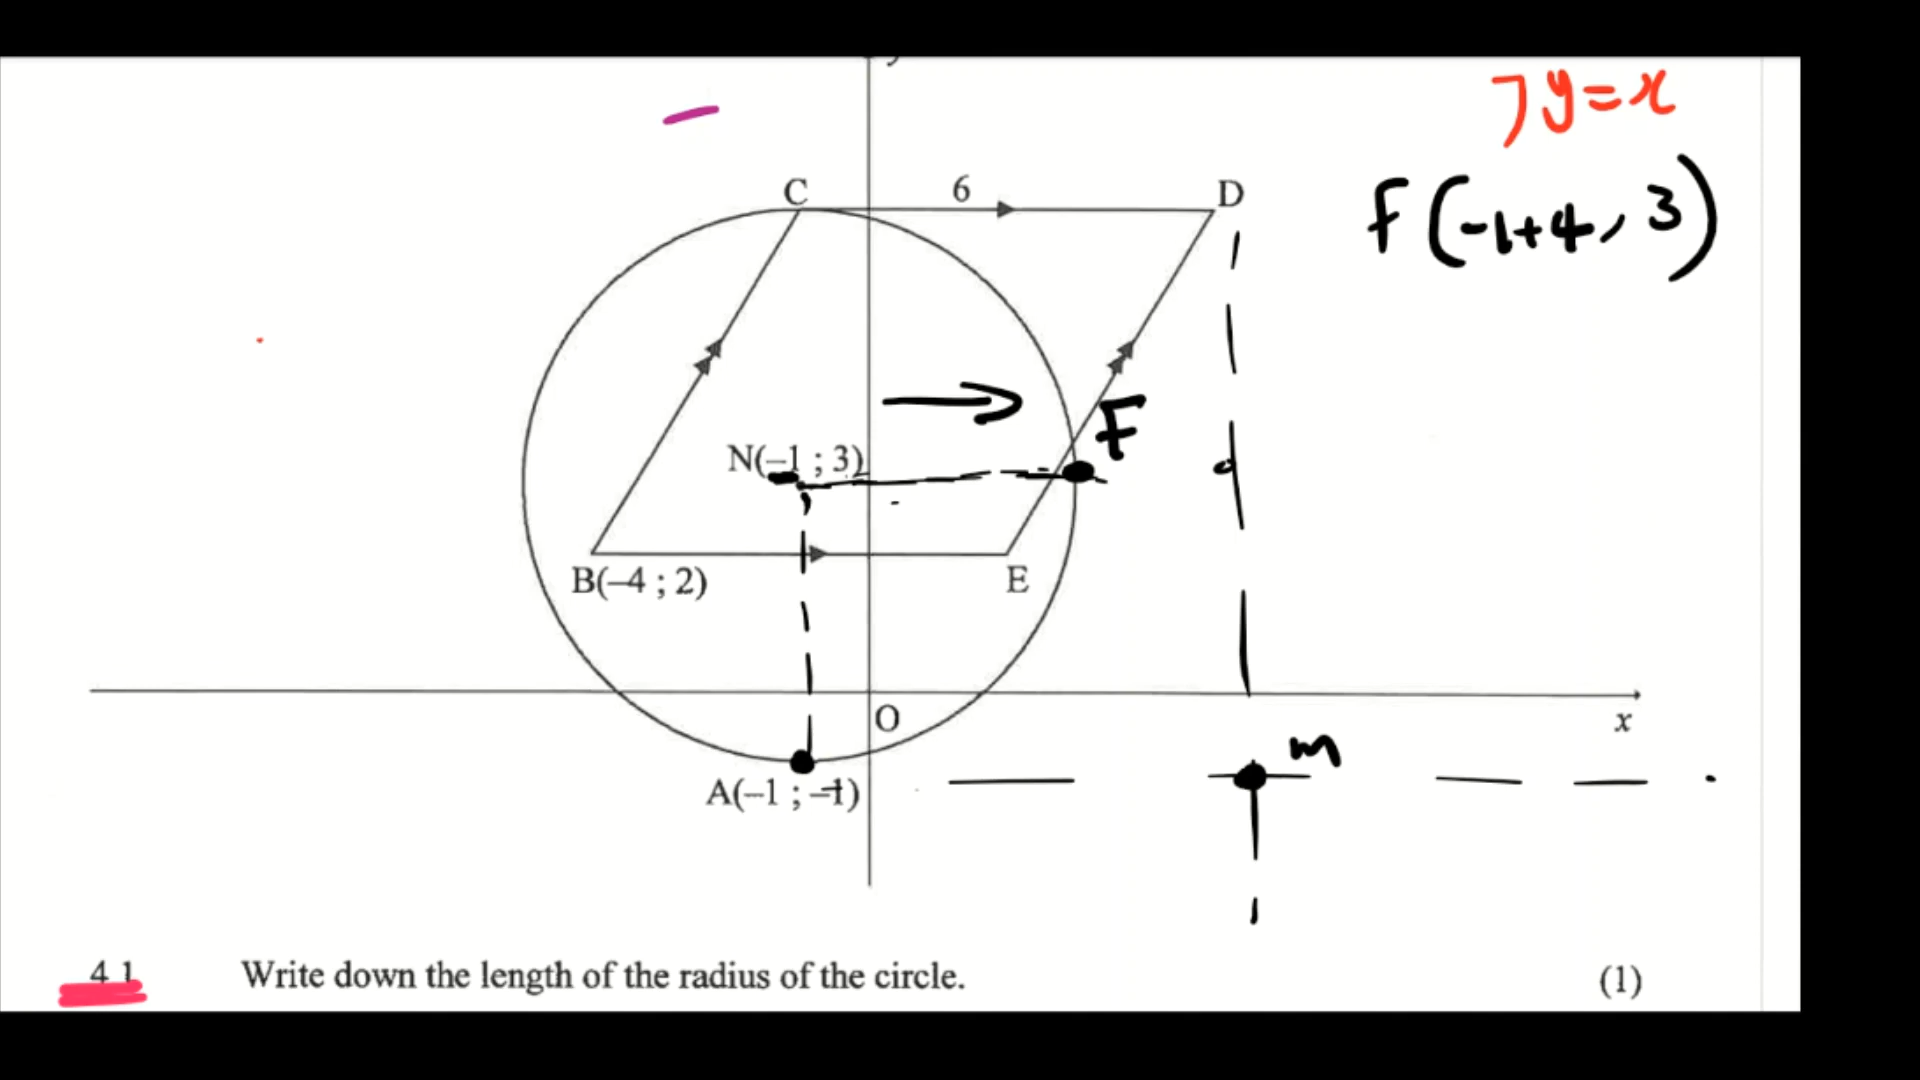 y = x
F(-1+4, 3)
C
6
D
F
N(–1 ; 3)
B(–4 ; 2)
E
O
x
m
A(–1 ; –1)
4.1 Write down the length of the radius of the circle. (1)